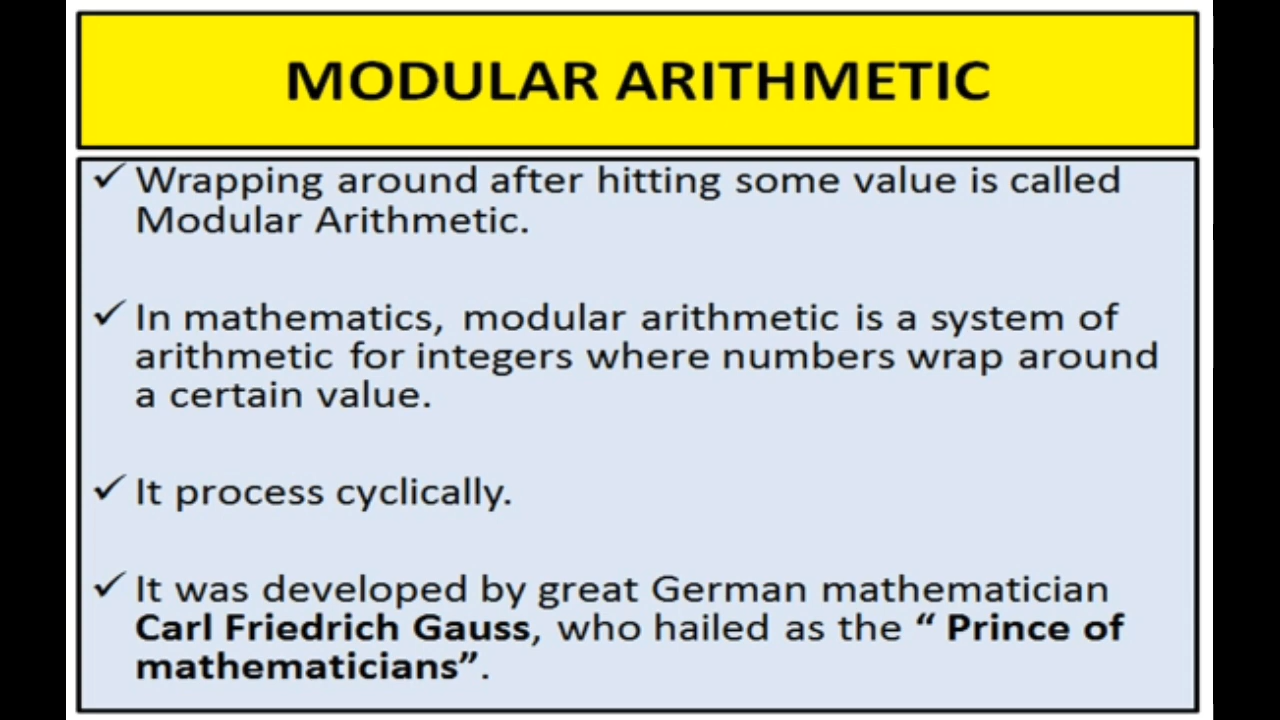 MODULAR ARITHMETIC
✓ Wrapping around after hitting some value is called
Modular Arithmetic.
✓ In mathematics, modular arithmetic is a system of
arithmetic for integers where numbers wrap around
a certain value.
✓ It process cyclically.
✓ It was developed by great German mathematician
Carl Friedrich Gauss, who hailed as the “ Prince of
mathematicians”.